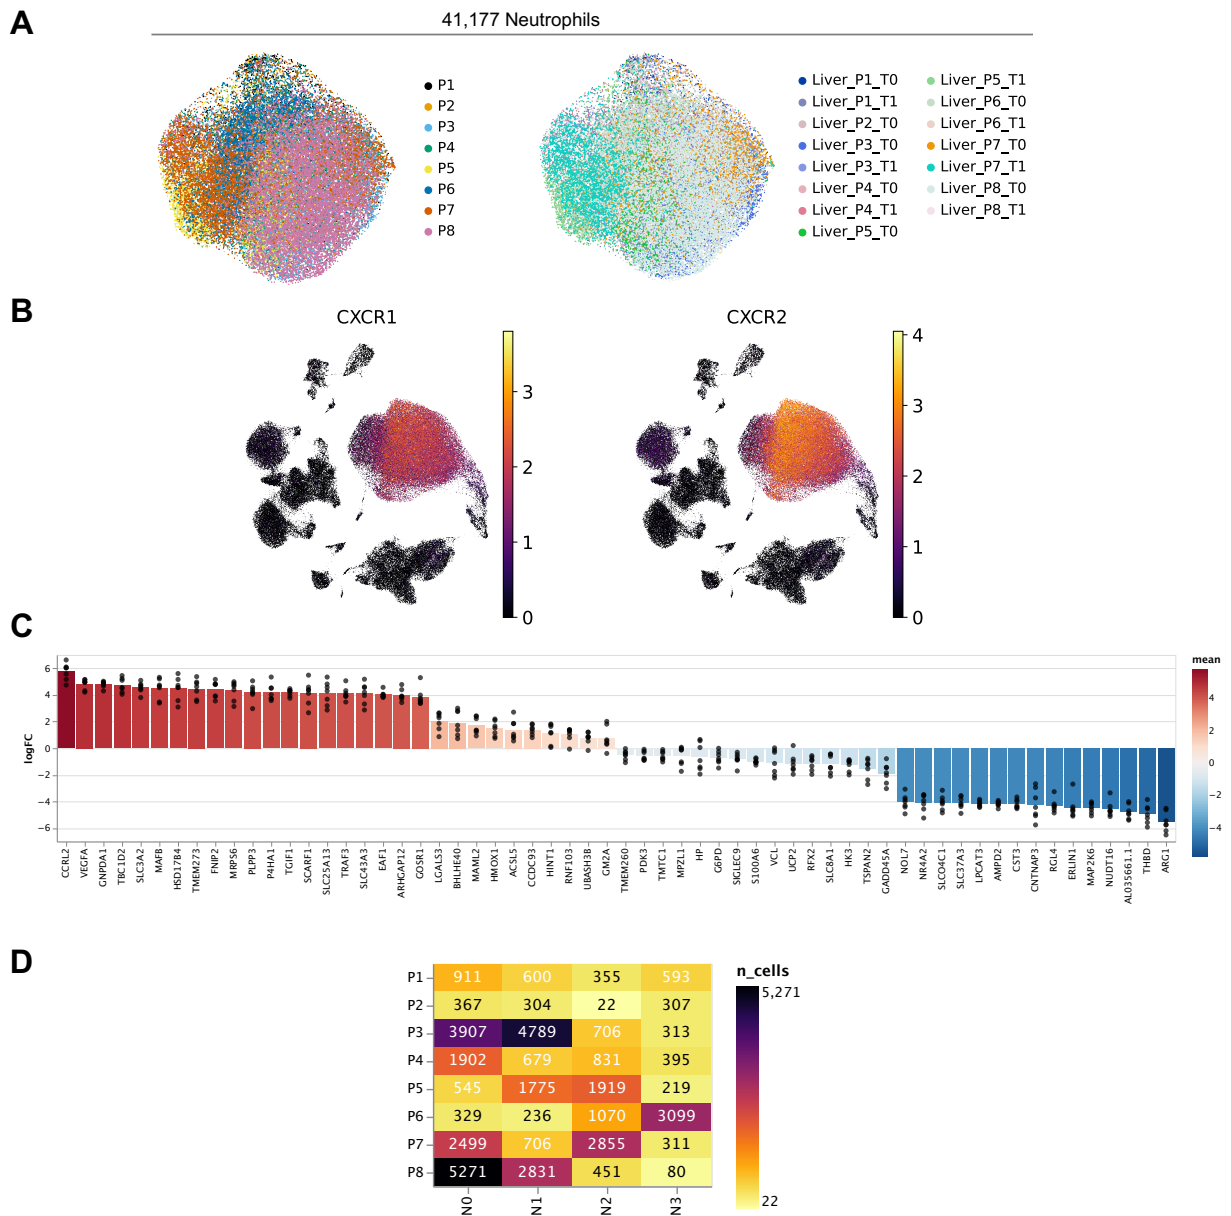 A
41,177 Neutrophils
P1
P2
P3
P4
P5
P6
P7
P8
Liver_P1_T0
Liver_P1_T1
Liver_P2_T0
Liver_P3_T0
Liver_P3_T1
Liver_P4_T0
Liver_P4_T1
Liver_P5_T0
Liver_P5_T1
Liver_P6_T0
Liver_P6_T1
Liver_P7_T0
Liver_P7_T1
Liver_P8_T0
Liver_P8_T1
B
CXCR1
3
2
1
0
CXCR2
4
3
2
1
0
C
logFC
6
4
2
0
−2
−4
−6
CCRL2
VEGFA
GNPDA1
TBC1D2
SLC3A2
MAFB
HSD17B4
TMEM273
FNIP2
MRPS6
PLPP3
P4HA1
TGIF1
SCARF1
SLC25A13
TRAF3
SLC43A3
EAF1
ARHGAP12
GOSR1
LGALS3
BHLHE40
MAML2
HMOX1
ACSL5
CCDC93
HINT1
RNF103
UBASH3B
GM2A
TMEM260
PDK3
TMTC1
MPZL1
HP
G6PD
SIGLEC9
S100A6
VCL
UCP2
RFX2
SLC8A1
HK3
TSPAN2
GADD45A
NOL7
NR4A2
SLCO4C1
SLC37A3
LPCAT3
AMPD2
CST3
CNTNAP3
RGL4
ERLIN1
MAP2K6
NUDT16
AL035661.1
THBD
ARG1
mean
4
2
0
−2
−4
D
P1 911 600 355 593
P2 367 304 22 307
P3 3907 4789 706 313
P4 1902 679 831 395
P5 545 1775 1919 219
P6 329 236 1070 3099
P7 2499 706 2855 311
P8 5271 2831 451 80
N0 N1 N2 N3
n_cells
5,271
22